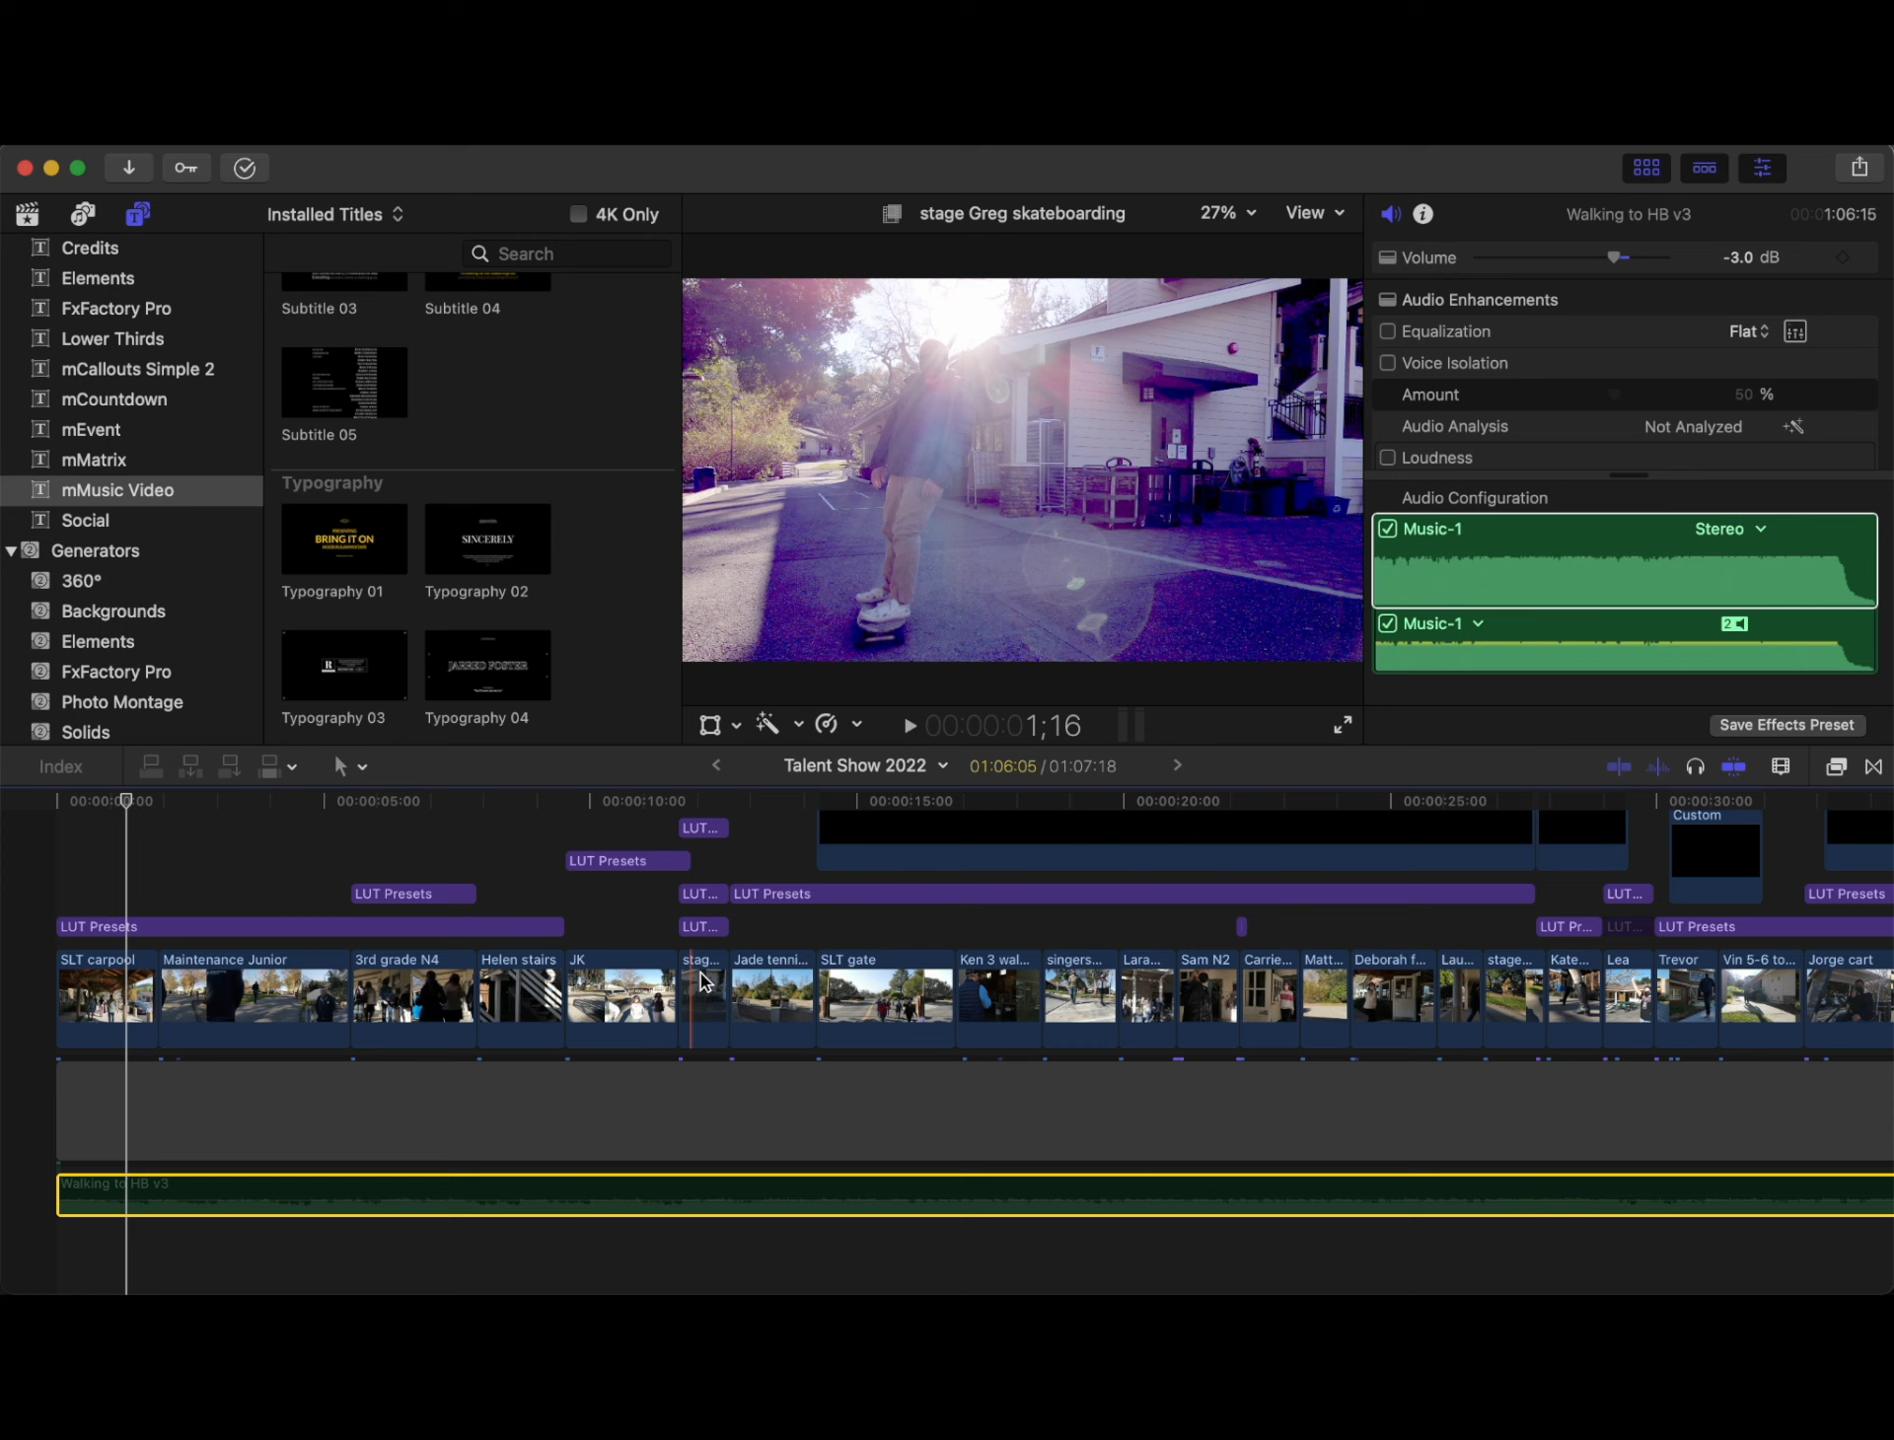 Installed Titles
4K Only
stage Greg skateboarding
27%
View
Walking to HB v3
00:01:06:15
Credits
Elements
FxFactory Pro
Lower Thirds
mCallouts Simple 2
mCountdown
mEvent
mMatrix
mMusic Video
Social
Generators
360°
Backgrounds
Elements
FxFactory Pro
Photo Montage
Solids
Search
Subtitle 03
Subtitle 04
Subtitle 05
Typography
BRING IT ON
SINCERELY
Typography 01
Typography 02
R
JARRED FOSTER
Typography 03
Typography 04
Volume
-3.0 dB
Audio Enhancements
Equalization
Flat
Voice Isolation
Amount
50 %
Audio Analysis
Not Analyzed
Loudness
Audio Configuration
Music-1
Stereo
Music-1
2
00:00:01;16
Save Effects Preset
Index
Talent Show 2022
01:06:05 / 01:07:18
00:00:00:00
00:00:05:00
00:00:10:00
00:00:15:00
00:00:20:00
00:00:25:00
00:00:30:00
Custom
LUT...
LUT Presets
LUT Presets
LUT...
LUT Presets
LUT...
LUT Presets
LUT Presets
LUT...
LUT Pr...
LUT...
LUT Presets
SLT carpool
Maintenance Junior
3rd grade N4
Helen stairs
JK
stag...
Jade tenni...
SLT gate
Ken 3 wal...
singers...
Lara...
Sam N2
Carrie...
Matt...
Deborah f...
Lau...
stage...
Kate...
Lea
Trevor
Vin 5-6 to...
Jorge cart
Walking to HB v3